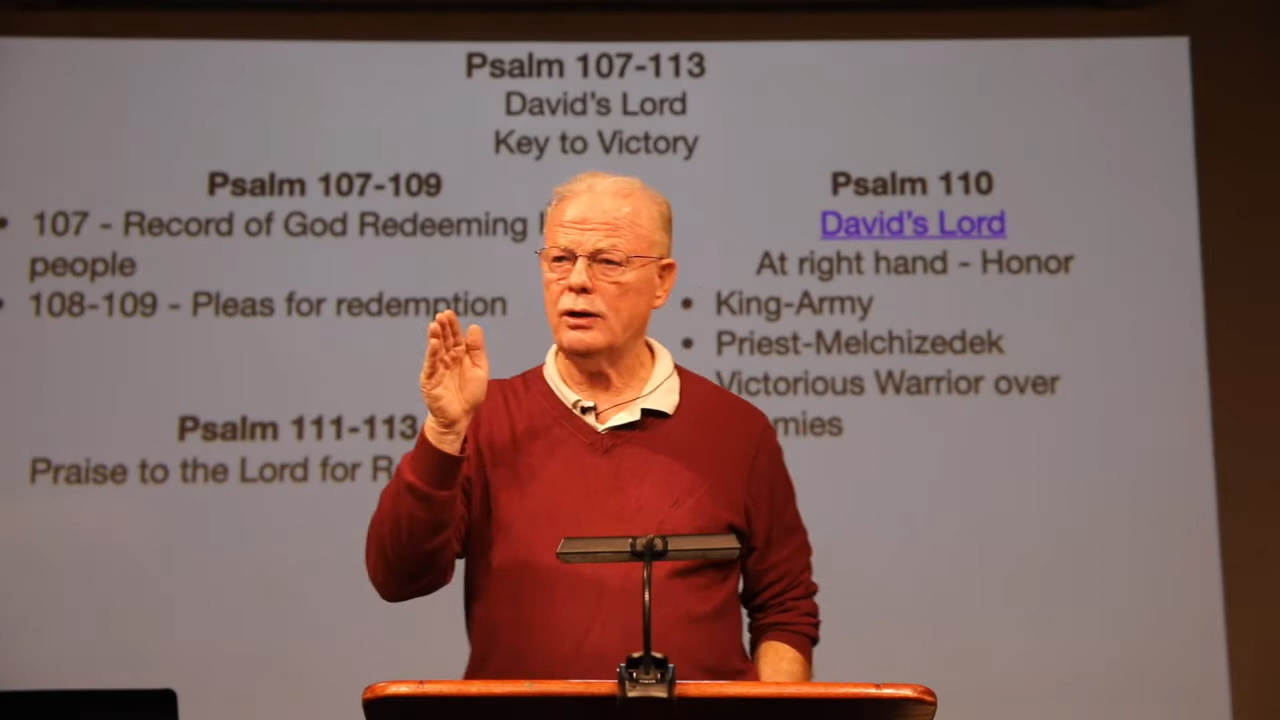 Psalm 107-113
David's Lord
Key to Victory
Psalm 107-109
• 107 - Record of God Redeeming
people
• 108-109 - Pleas for redemption
Psalm 111-113
Praise to the Lord for
Psalm 110
David's Lord
At right hand - Honor
• King-Army
• Priest-Melchizedek
Victorious Warrior over